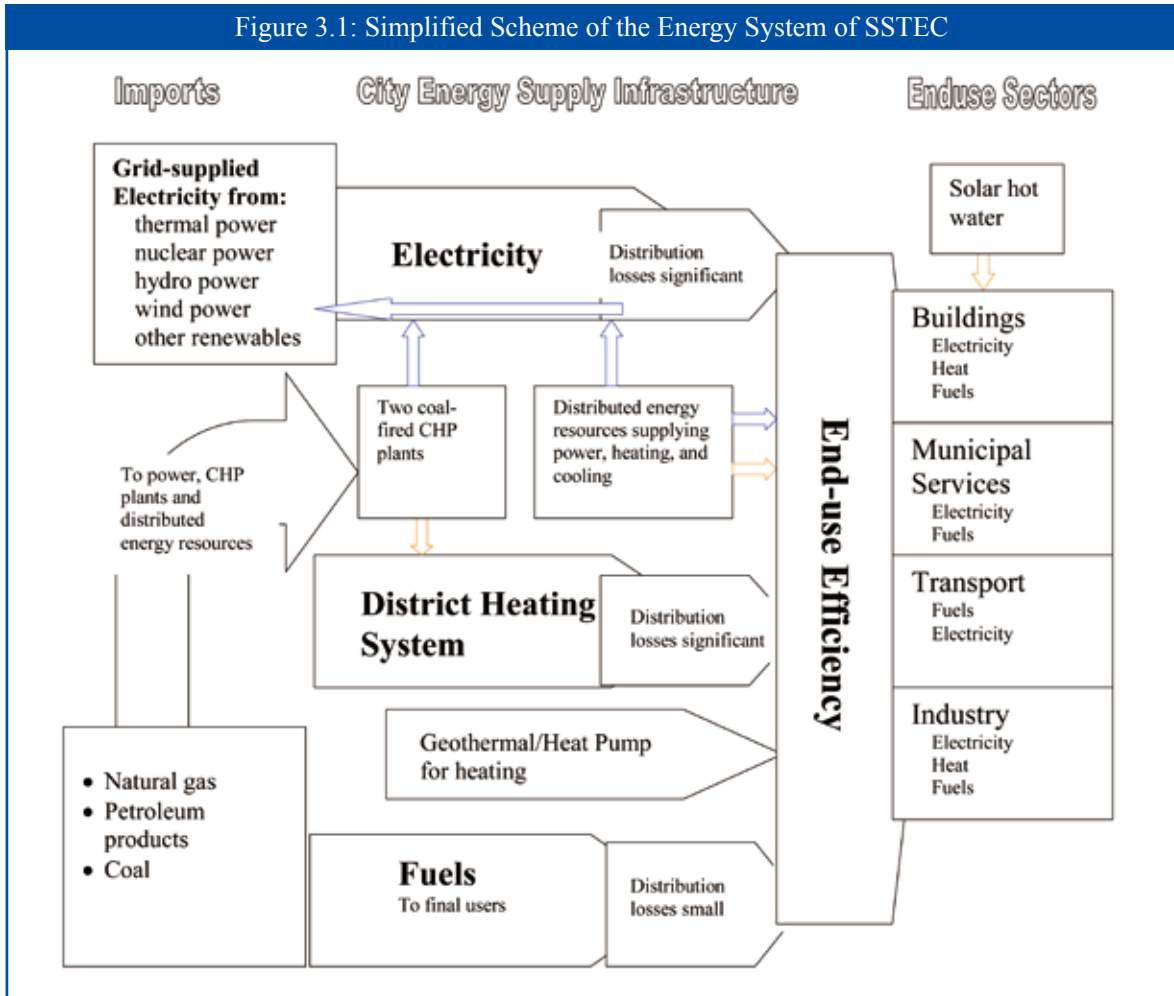 Figure 3.1: Simplified Scheme of the Energy System of SSTEC
Imports
City Energy Supply Infrastructure
Enduse Sectors
Grid-supplied
Electricity from:
thermal power
nuclear power
hydro power
wind power
other renewables
Electricity
Distribution
losses significant
Solar hot
water
Two coal-
fired CHP
plants
Distributed energy
resources supplying
power, heating, and
cooling
To power, CHP
plants and
distributed
energy resources
District Heating
System
Distribution
losses significant
Geothermal/Heat Pump
for heating
• Natural gas
• Petroleum
products
• Coal
Fuels
To final users
Distribution
losses small
End-use Efficiency
Buildings
Electricity
Heat
Fuels
Municipal
Services
Electricity
Fuels
Transport
Fuels
Electricity
Industry
Electricity
Heat
Fuels